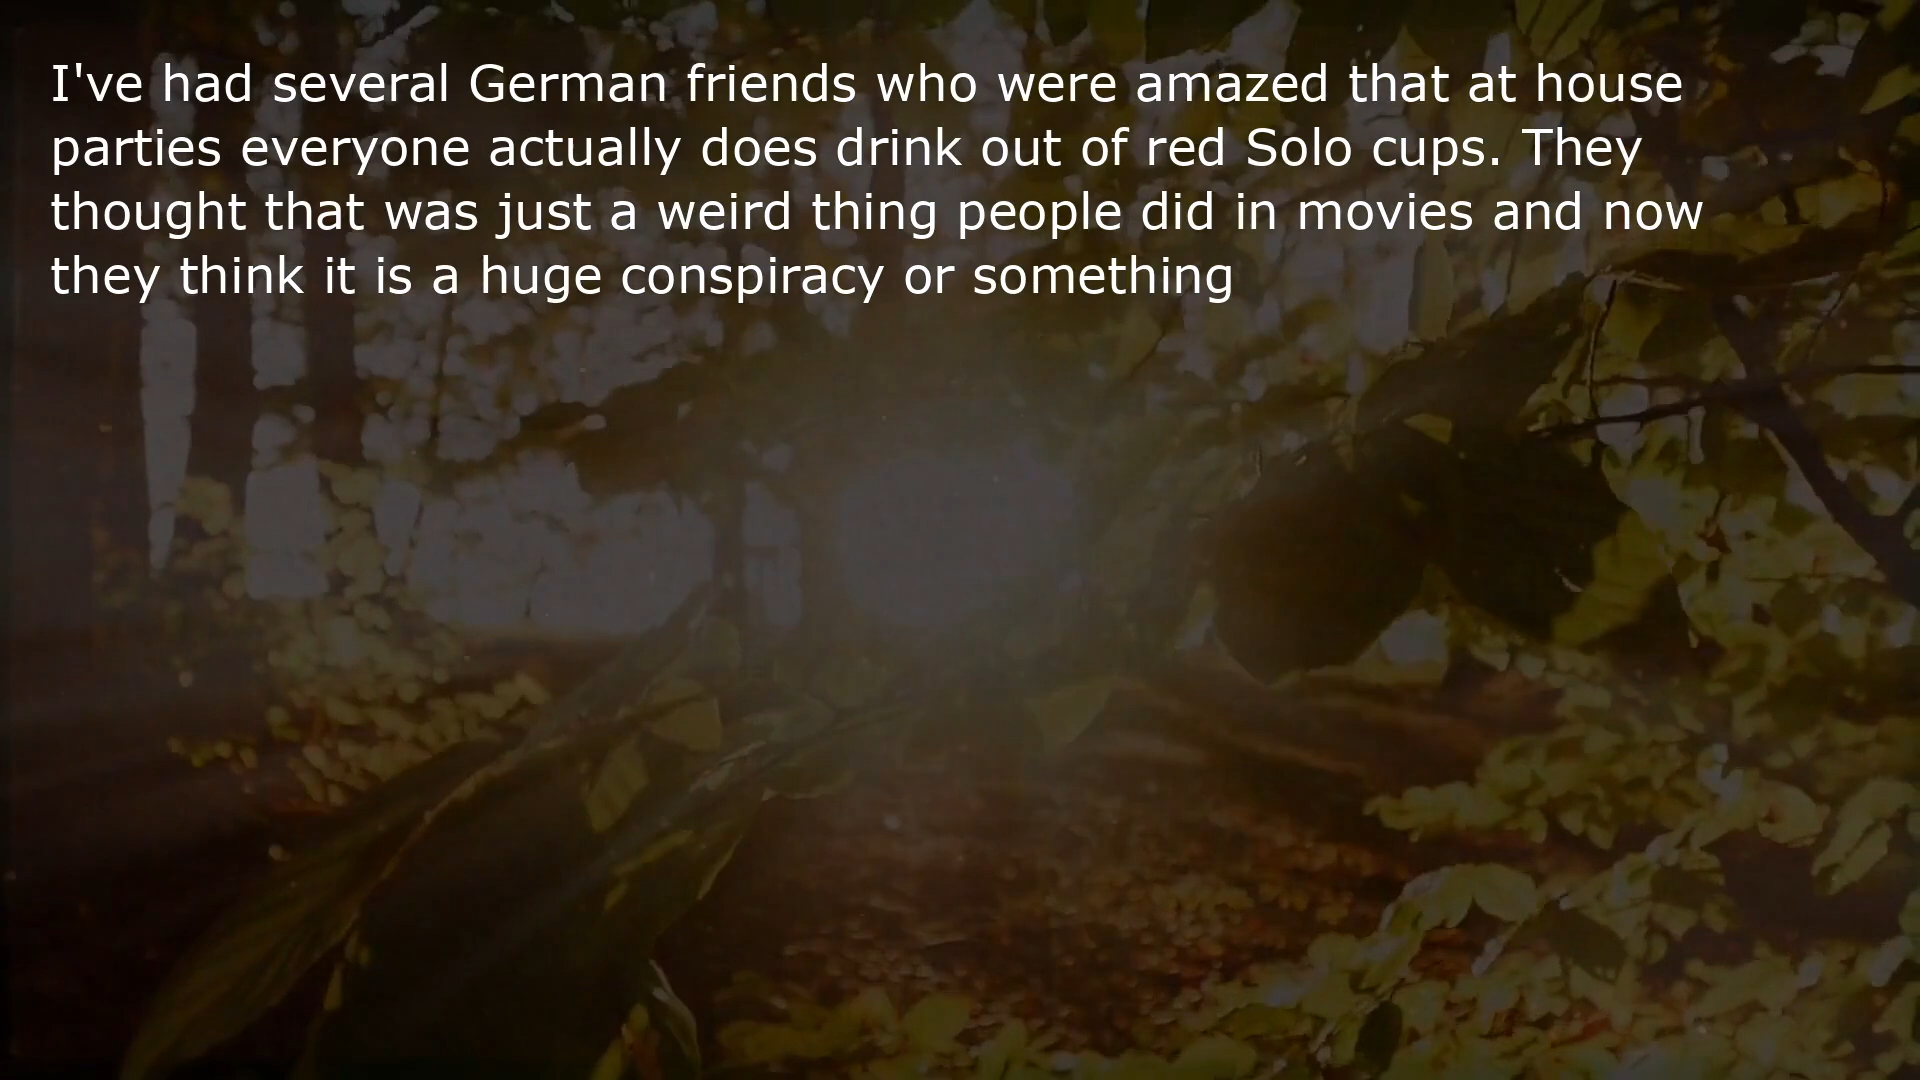 I've had several German friends who were amazed that at house
parties everyone actually does drink out of red Solo cups. They
thought that was just a weird thing people did in movies and now
they think it is a huge conspiracy or something